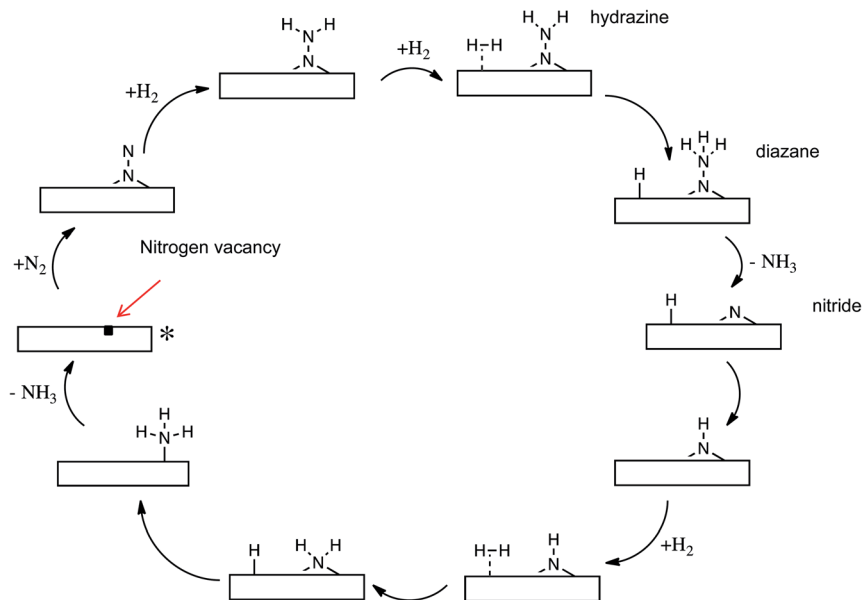 H H
N
N
+H₂
H-H
H H
N
N
hydrazine
+H₂
N
N
H
H H
N
N
H
diazane
+N₂
Nitrogen vacancy
- NH₃
*
H
N
nitride
- NH₃
H
H H
N
H
N
+H₂
H
H H
N
H-H
H
N